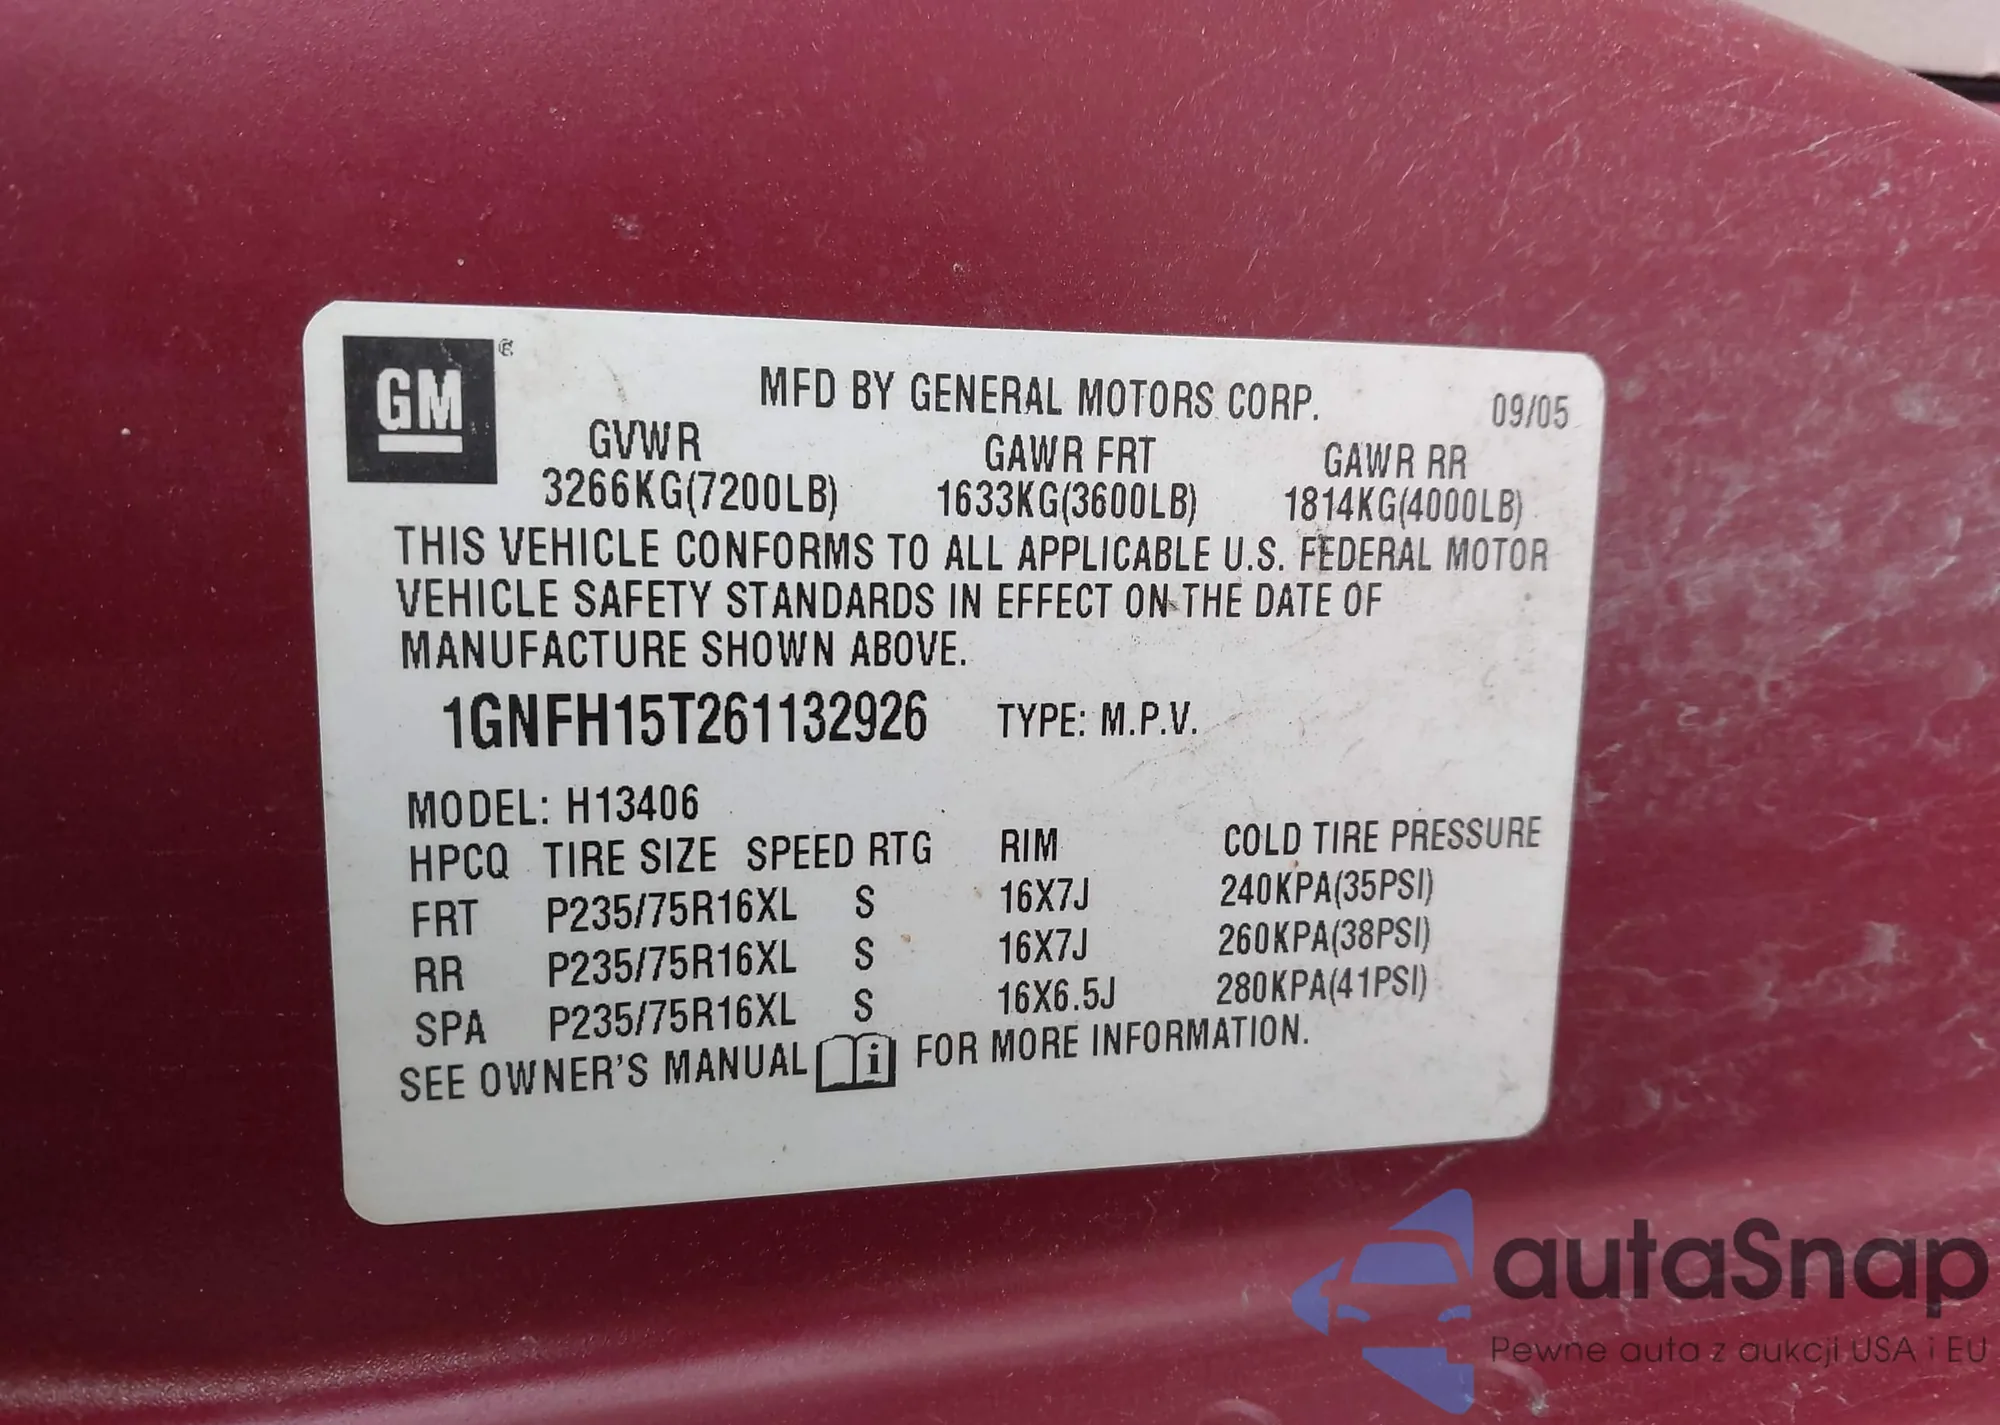 GM
MFD BY GENERAL MOTORS CORP. 09/05
GVWR GAWR FRT GAWR RR
3266KG(7200LB) 1633KG(3600LB) 1814KG(4000LB)
THIS VEHICLE CONFORMS TO ALL APPLICABLE U.S. FEDERAL MOTOR
VEHICLE SAFETY STANDARDS IN EFFECT ON THE DATE OF
MANUFACTURE SHOWN ABOVE.
1GNFH15T261132926 TYPE: M.P.V.
MODEL: H13406
HPCQ TIRE SIZE SPEED RTG RIM COLD TIRE PRESSURE
FRT P235/75R16XL S 16X7J 240KPA(35PSI)
RR P235/75R16XL S 16X7J 260KPA(38PSI)
SPA P235/75R16XL S 16X6.5J 280KPA(41PSI)
SEE OWNER'S MANUAL i FOR MORE INFORMATION.
autaSnap
Pewne auta z aukcji USA i EU